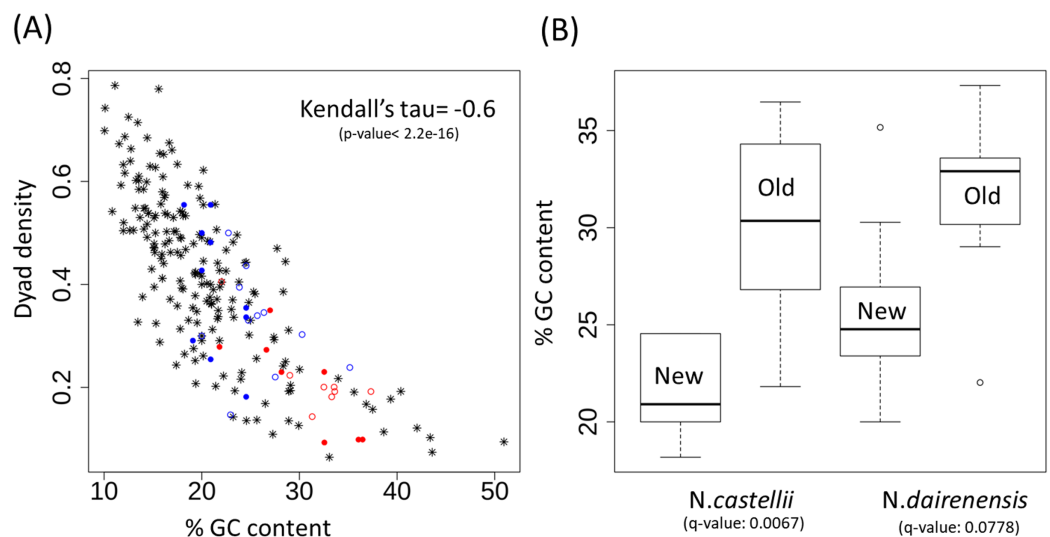 (A)
Kendall's tau= -0.6
(p-value< 2.2e-16)
Dyad density
0.8
0.6
0.4
0.2
10 20 30 40 50
% GC content
(B)
% GC content
35
30
25
20
New
Old
New
Old
N.castellii
(q-value: 0.0067)
N.dairenensis
(q-value: 0.0778)